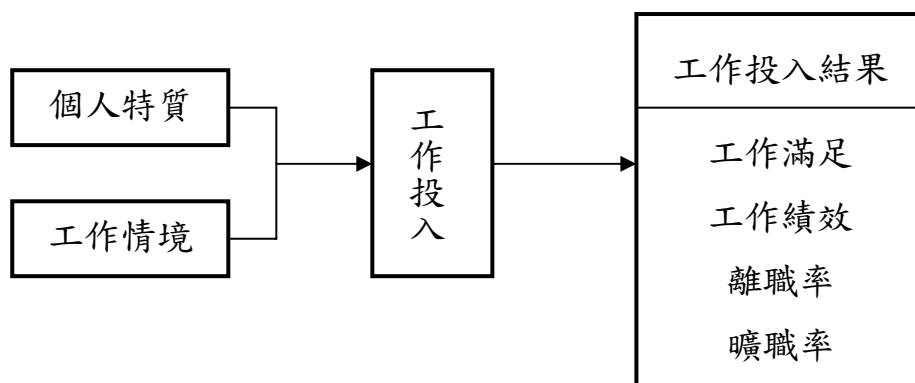 個人特質
工作情境
工作投入
工作投入結果
工作滿足
工作績效
離職率
曠職率